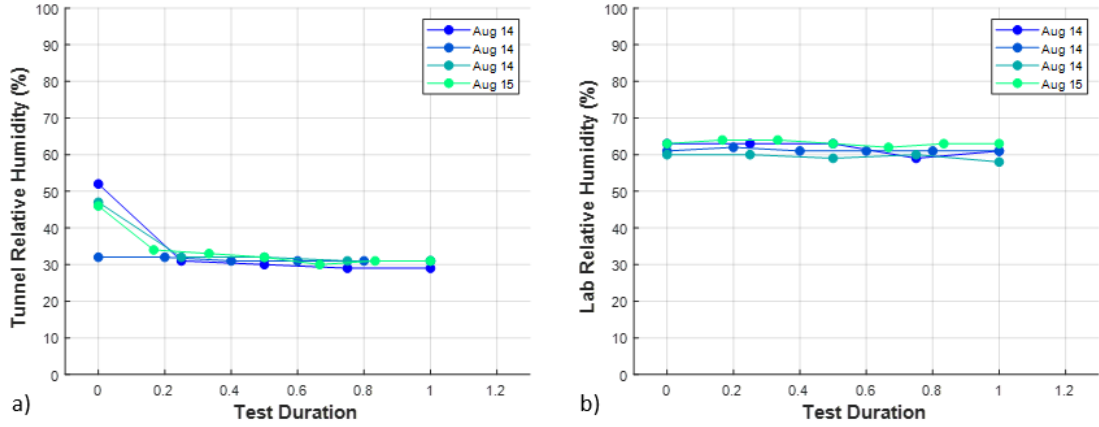 Tunnel Relative Humidity (%)
100
90
80
70
60
50
40
30
20
10
0
0 0.2 0.4 0.6 0.8 1 1.2
Test Duration
Aug 14
Aug 14
Aug 14
Aug 15
a)
Lab Relative Humidity (%)
100
90
80
70
60
50
40
30
20
10
0
0 0.2 0.4 0.6 0.8 1 1.2
Test Duration
Aug 14
Aug 14
Aug 14
Aug 15
b)